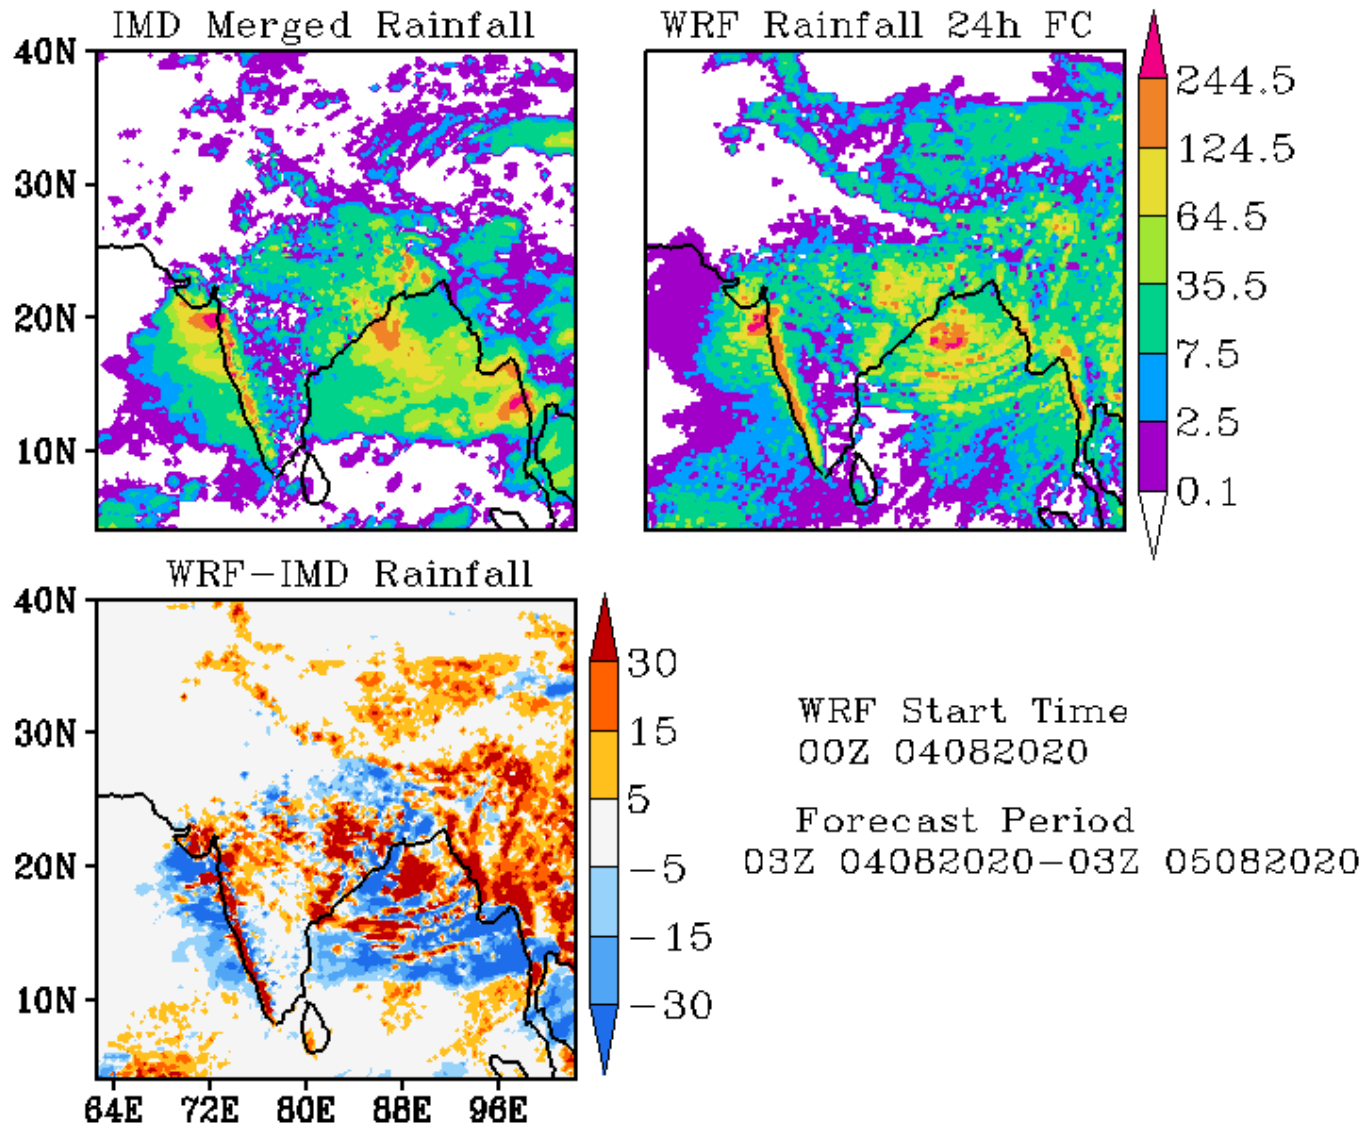 IMD Merged Rainfall
WRF Rainfall 24h FC
40N
30N
20N
10N
244.5
124.5
64.5
35.5
7.5
2.5
0.1
WRF-IMD Rainfall
40N
30N
20N
10N
64E 72E 80E 88E 96E
30
15
5
-5
-15
-30
WRF Start Time
00Z 04082020
Forecast Period
03Z 04082020-03Z 05082020